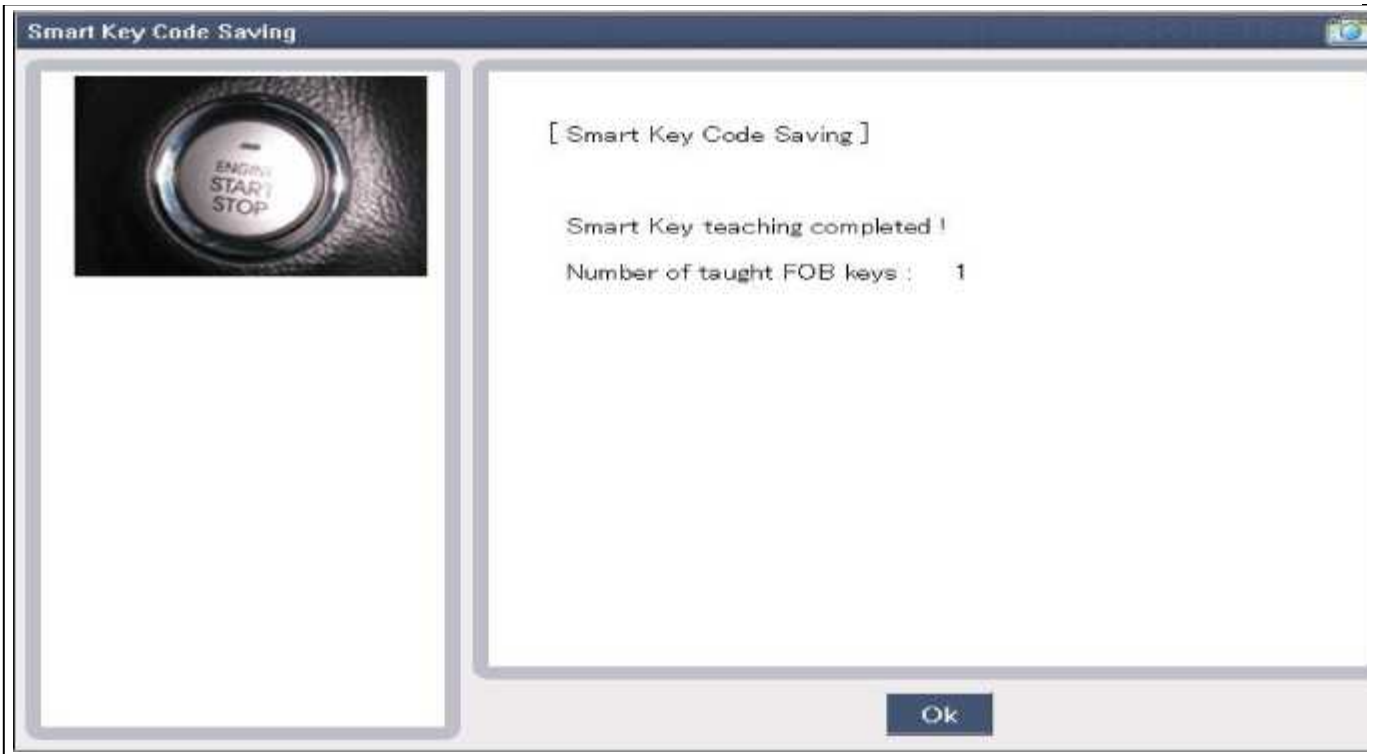 Smart Key Code Saving
ENGINE
START
STOP
[ Smart Key Code Saving ]
Smart Key teaching completed !
Number of taught FOB keys : 1
Ok